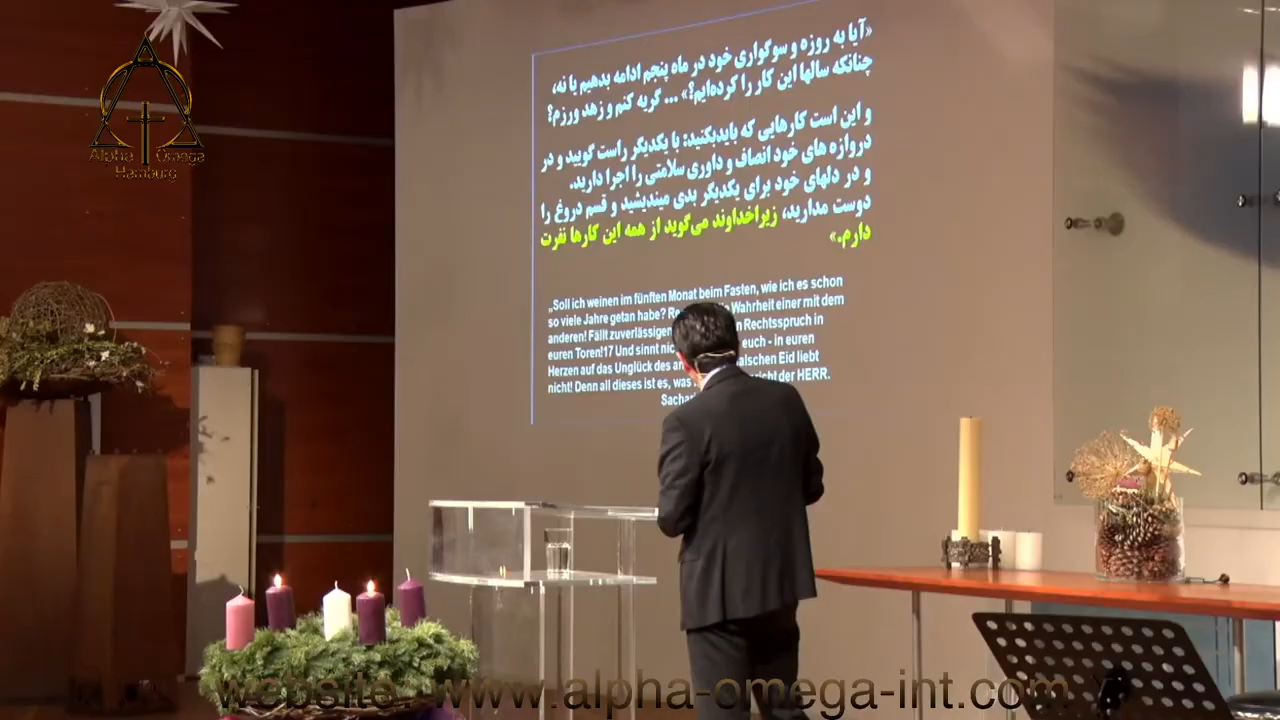 Alpha Omega
Hamburg
«آیا به روزه و سوگواری خود در ماه پنجم ادامه بدهیم یا نه،
چنانکه سالها این کار را کرده‌ایم؟» ... گریه کنم و زهد ورزم؟
و این است کارهایی که بایدبکنید: با یکدیگر راست گویید و در
دروازه های خود انصاف و داوری سلامتی را اجرا دارید.
و در دلهای خود برای یکدیگر بدی میندیشید و قسم دروغ را
دوست مدارید، زیراخداوند می‌گوید از همه این کارها نفرت
دارم.»
„Soll ich weinen im fünften Monat beim Fasten, wie ich es schon
so viele Jahre getan habe? Wahrheit einer mit dem
anderen! Fällt zuverlässigen Rechtsspruch in
euren Toren!17 Und sinnt euch - in euren
Herzen auf das Unglück des Eid liebt
nicht! Denn all dieses ist es, was der HERR.
website: www.alpha-omega-int.com